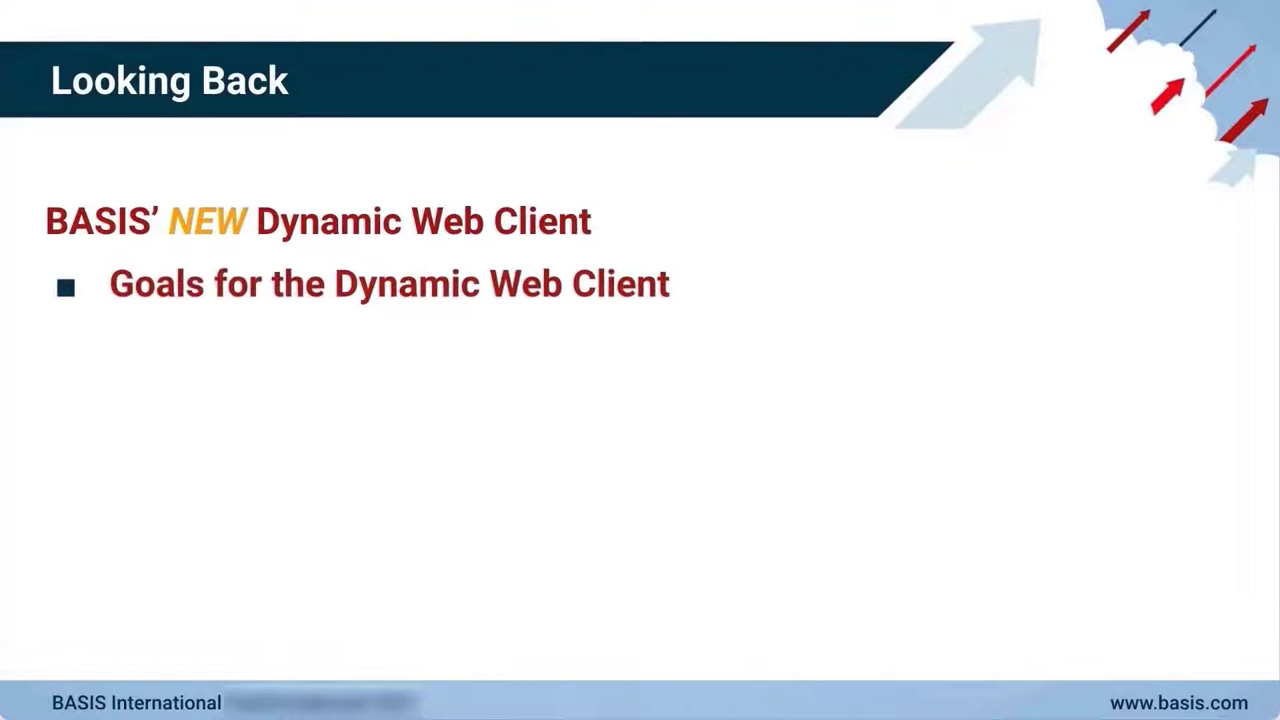 Looking Back
BASIS’ NEW Dynamic Web Client
■ Goals for the Dynamic Web Client
BASIS International
www.basis.com